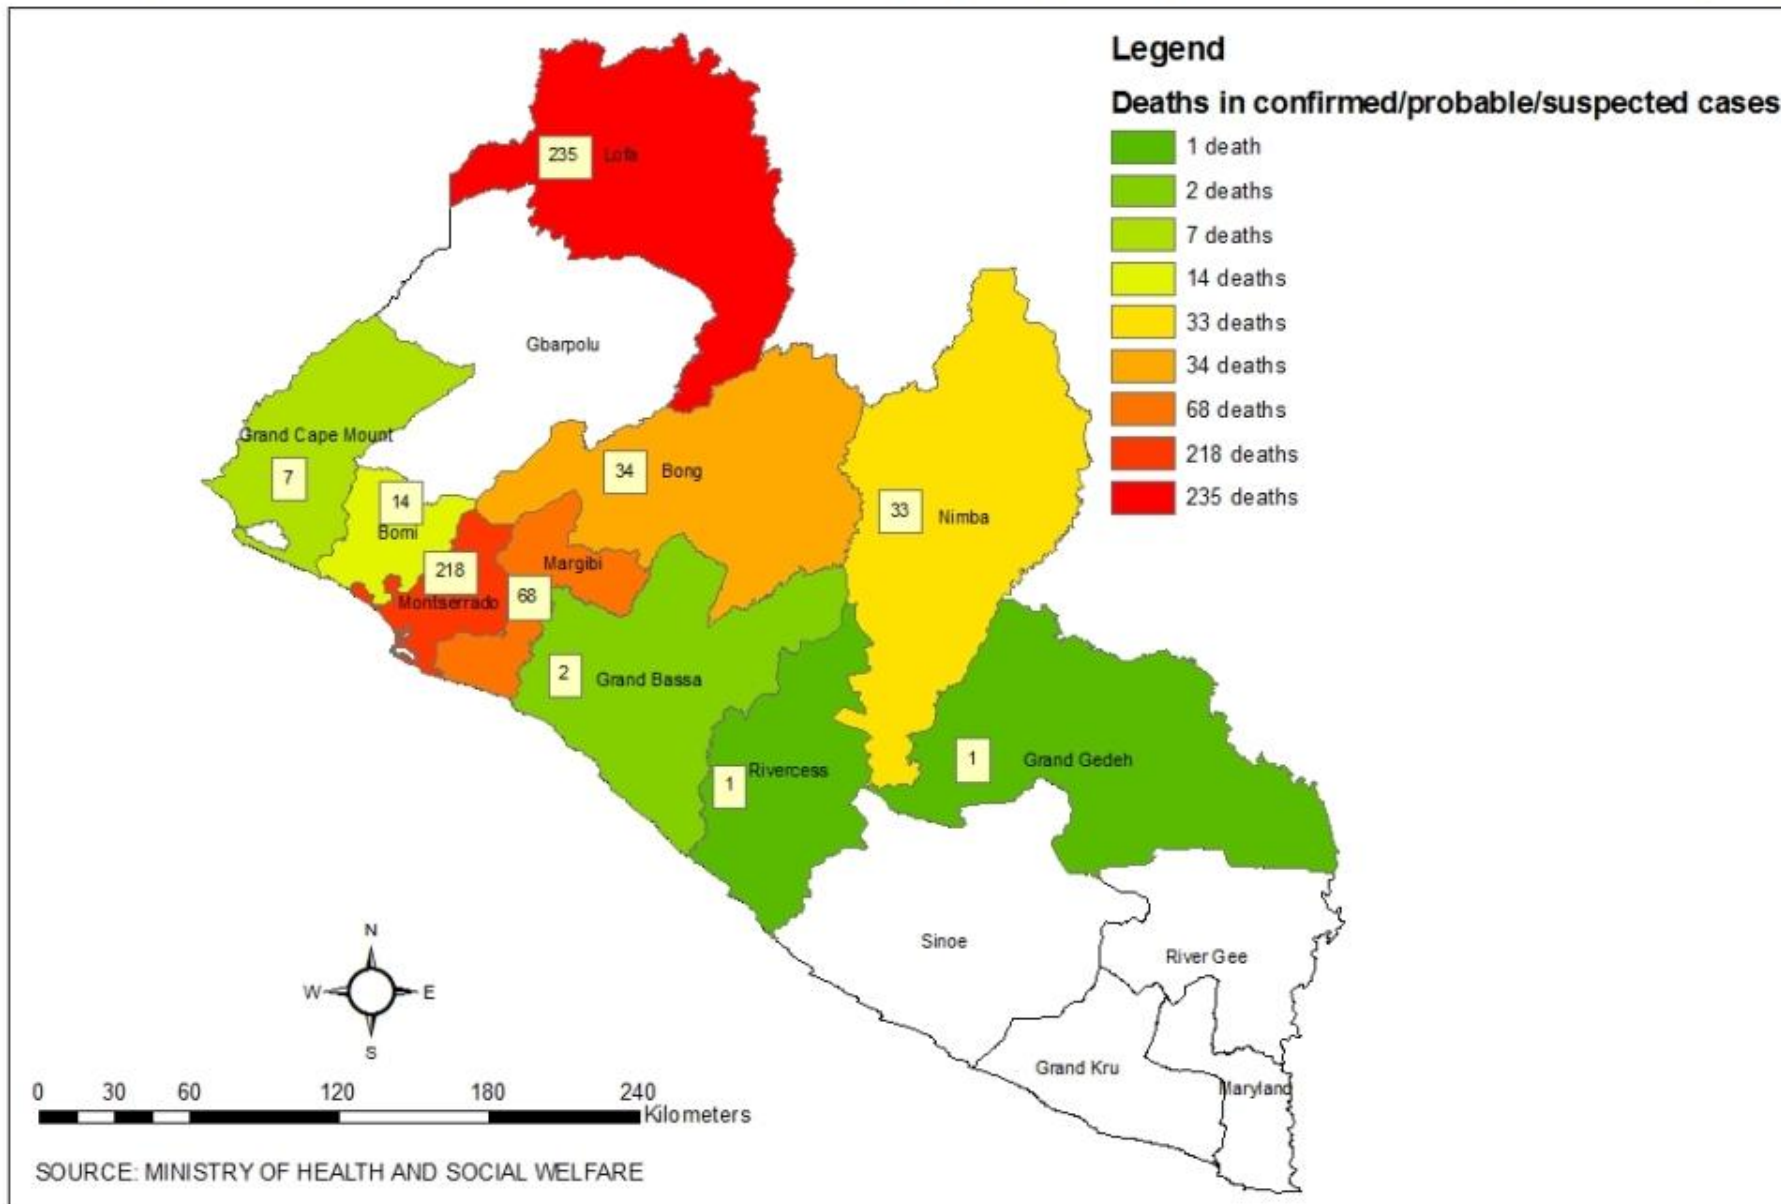 Legend
Deaths in confirmed/probable/suspected cases
1 death
2 deaths
7 deaths
14 deaths
33 deaths
34 deaths
68 deaths
218 deaths
235 deaths
235 Lofa
Gbarpolu
Grand Cape Mount
7
14
Bomi
34 Bong
33 Nimba
218
Margibi
Montserrado
68
2 Grand Bassa
1 Rivercess
1 Grand Gedeh
Sinoe
River Gee
Grand Kru
Maryland
N
W E
S
0 30 60 120 180 240
Kilometers
SOURCE: MINISTRY OF HEALTH AND SOCIAL WELFARE